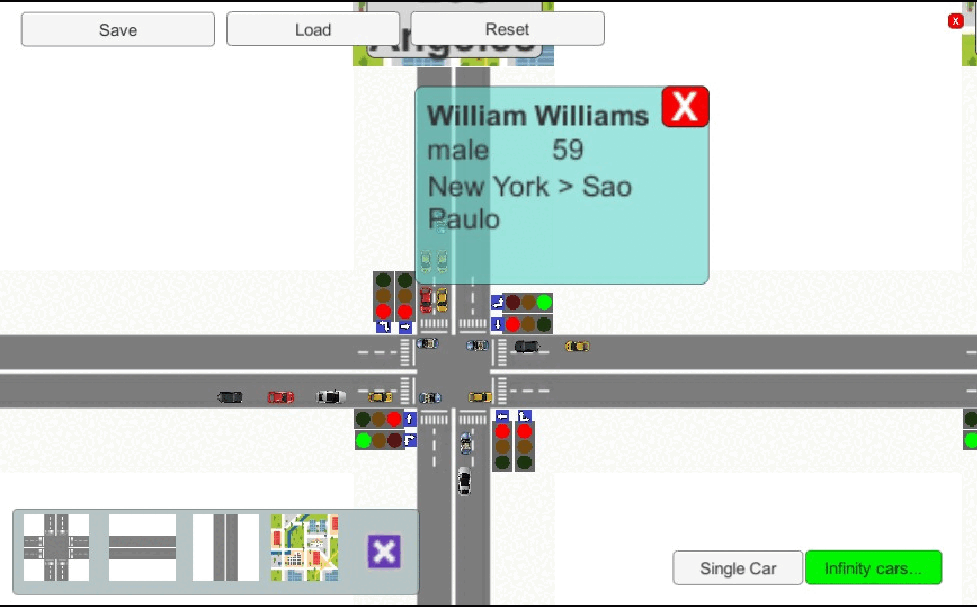 Save
Load
Reset
X
Angeles
William Williams
X
male 59
New York > Sao
Paulo
Single Car
Infinity cars...